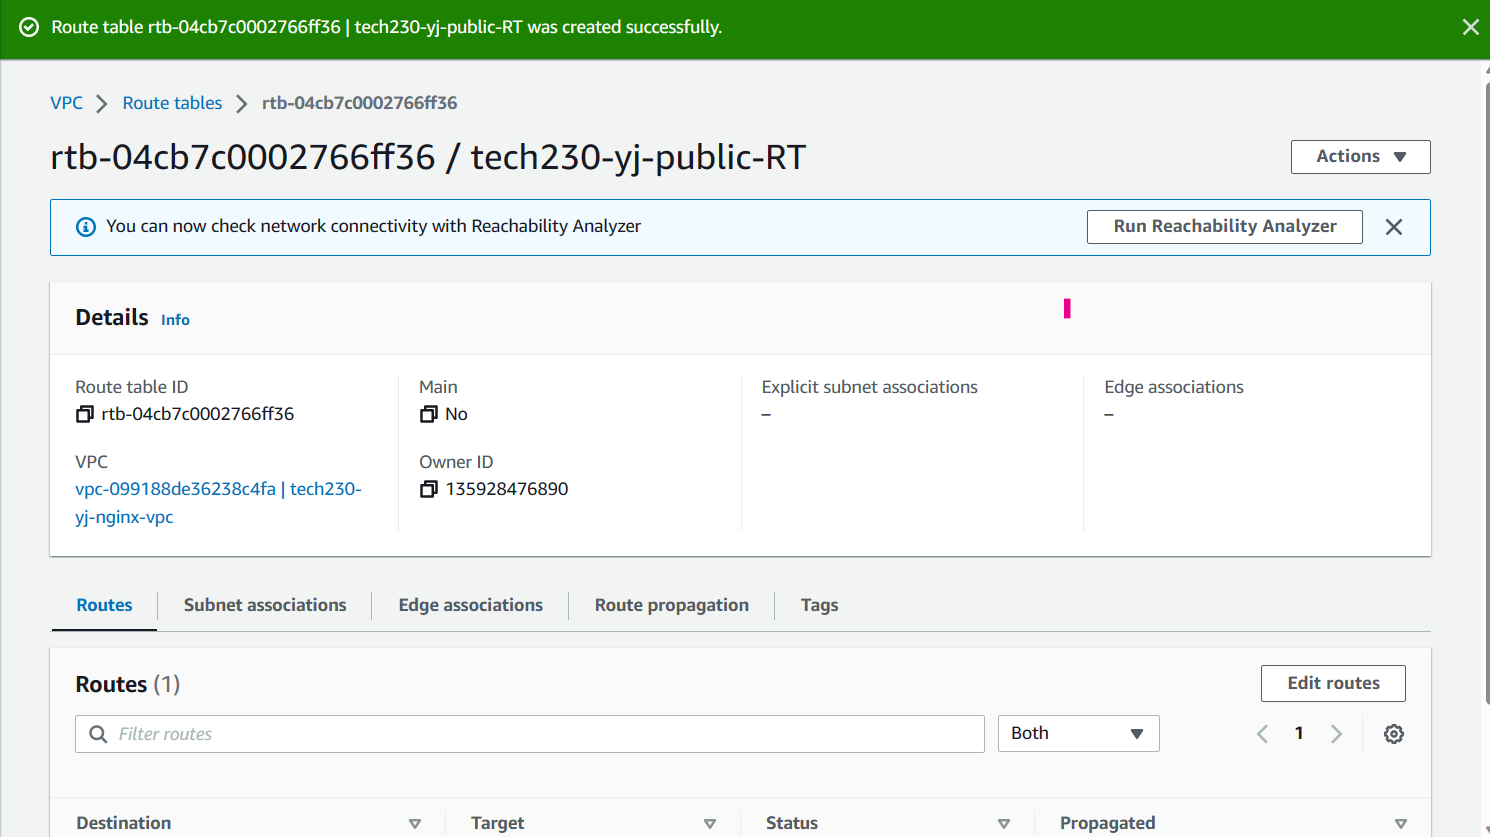 Route table rtb-04cb7c0002766ff36 | tech230-yj-public-RT was created successfully.
VPC > Route tables > rtb-04cb7c0002766ff36
rtb-04cb7c0002766ff36 / tech230-yj-public-RT
Actions
You can now check network connectivity with Reachability Analyzer
Run Reachability Analyzer
Details Info
Route table ID
rtb-04cb7c0002766ff36
Main
No
Explicit subnet associations
–
Edge associations
–
VPC
vpc-099188de36238c4fa | tech230-
yj-nginx-vpc
Owner ID
135928476890
Routes
Subnet associations
Edge associations
Route propagation
Tags
Routes (1)
Edit routes
Filter routes
Both
1
Destination
Target
Status
Propagated